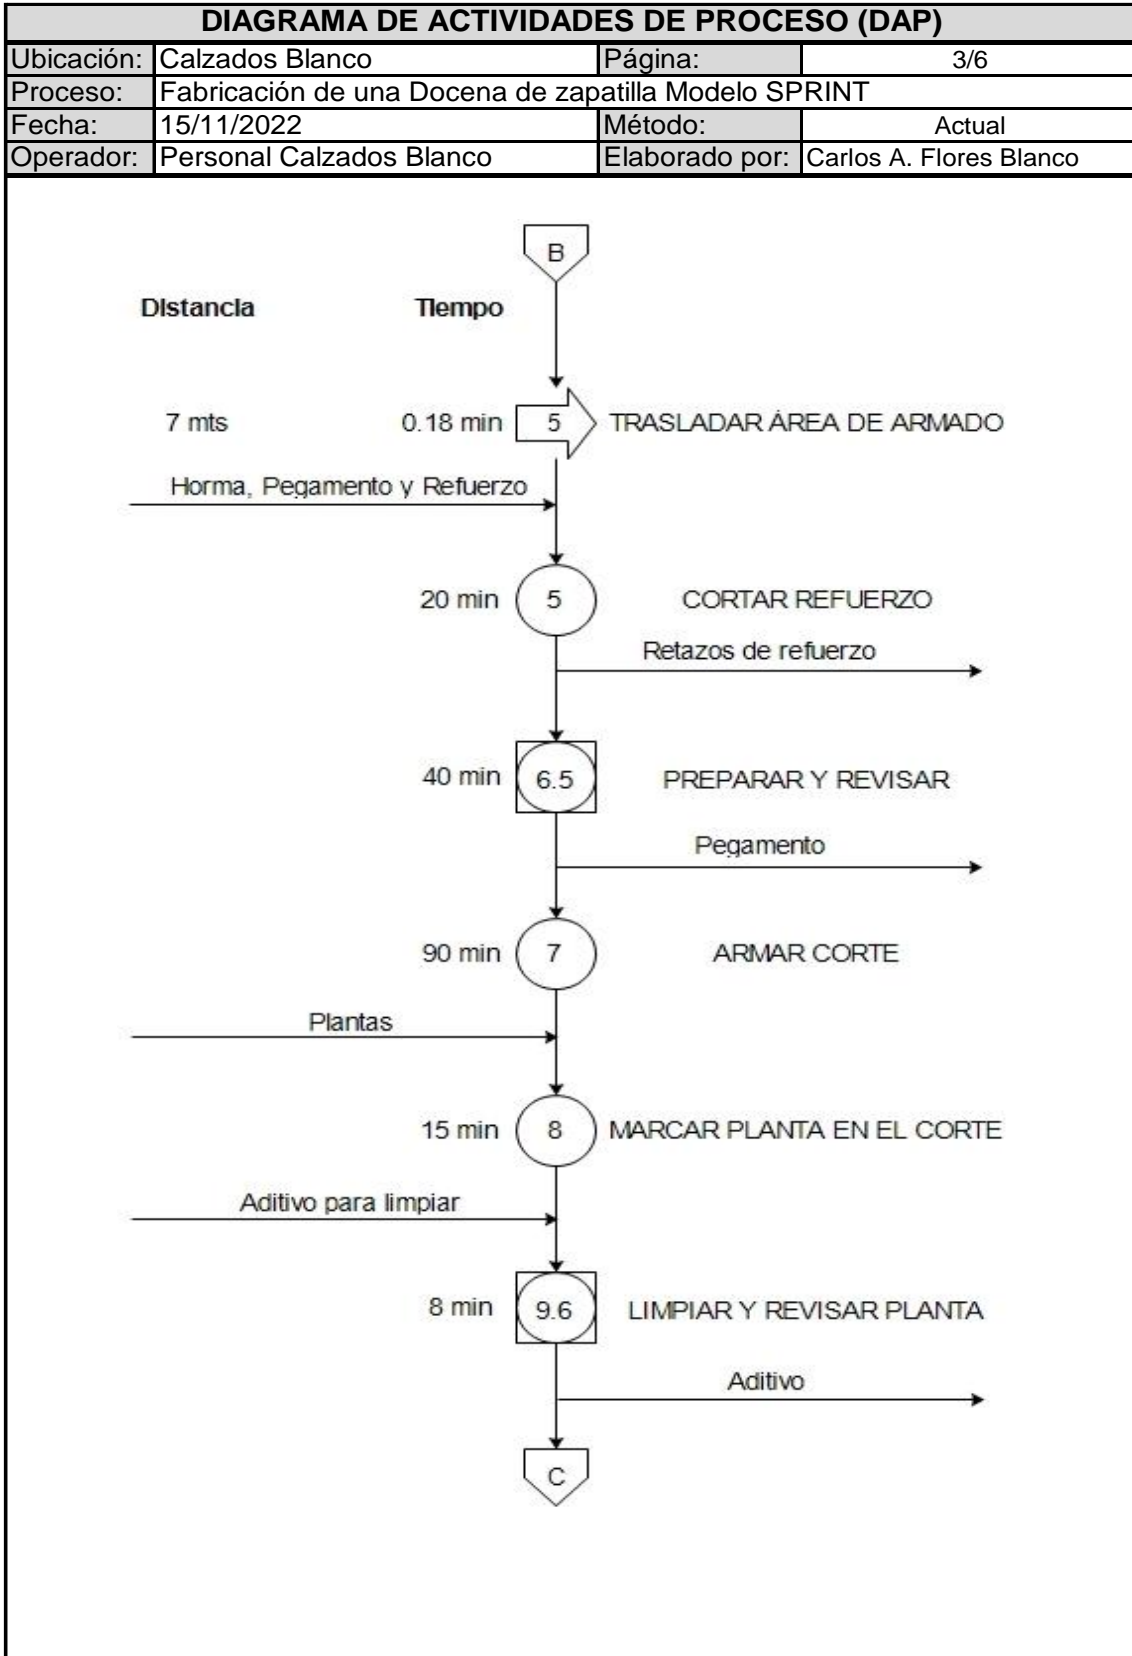 DIAGRAMA DE ACTIVIDADES DE PROCESO (DAP)
Ubicación: Calzados Blanco Página: 3/6
Proceso: Fabricación de una Docena de zapatilla Modelo SPRINT
Fecha: 15/11/2022 Método: Actual
Operador: Personal Calzados Blanco Elaborado por: Carlos A. Flores Blanco
B
Distancia Tiempo
7 mts 0.18 min 5 TRASLADAR ÁREA DE ARMADO
Horma, Pegamento y Refuerzo
20 min 5 CORTAR REFUERZO
Retazos de refuerzo
40 min 6.5 PREPARAR Y REVISAR
Pegamento
90 min 7 ARMAR CORTE
Plantas
15 min 8 MARCAR PLANTA EN EL CORTE
Aditivo para limpiar
8 min 9.6 LIMPIAR Y REVISAR PLANTA
Aditivo
C